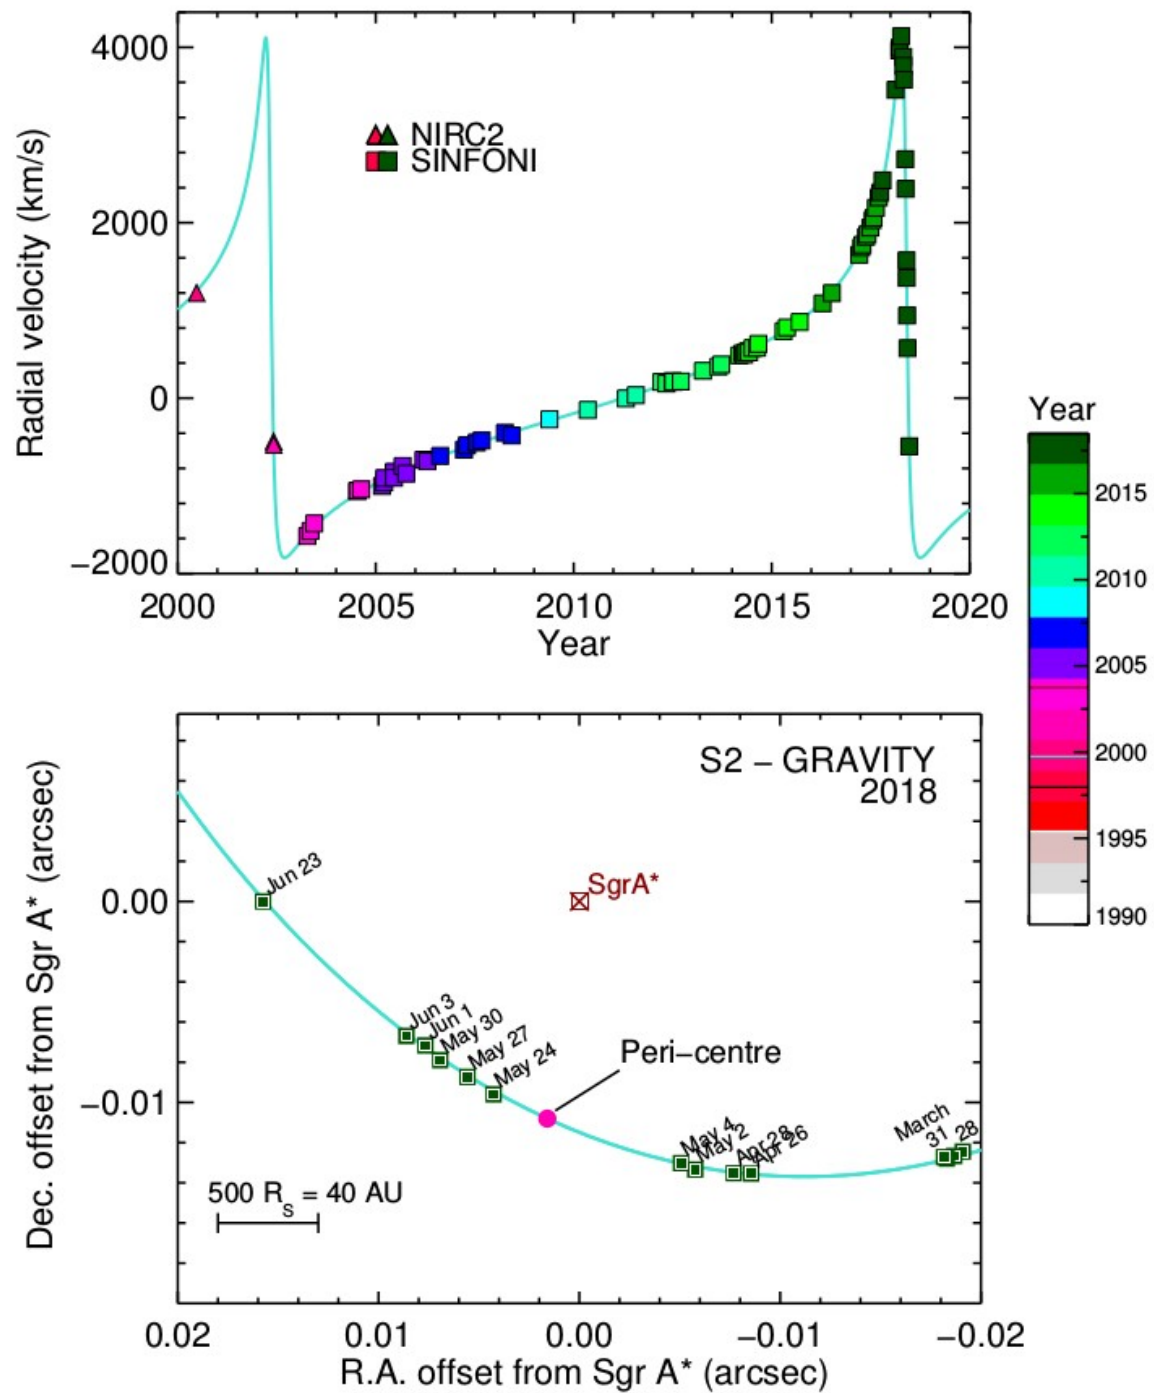 4000
2000
0
−2000
Radial velocity (km/s)
NIRC2
SINFONI
2000 2005 2010 2015 2020
Year
Year
2015
2010
2005
2000
1995
1990
S2 − GRAVITY
2018
Jun 23
SgrA*
Jun 3
Jun 1
May 30
May 27
May 24
Peri−centre
May 4
May 2
Apr 28
Apr 26
March
31 28
500 RS = 40 AU
0.00
−0.01
Dec. offset from Sgr A* (arcsec)
0.02 0.01 0.00 −0.01 −0.02
R.A. offset from Sgr A* (arcsec)